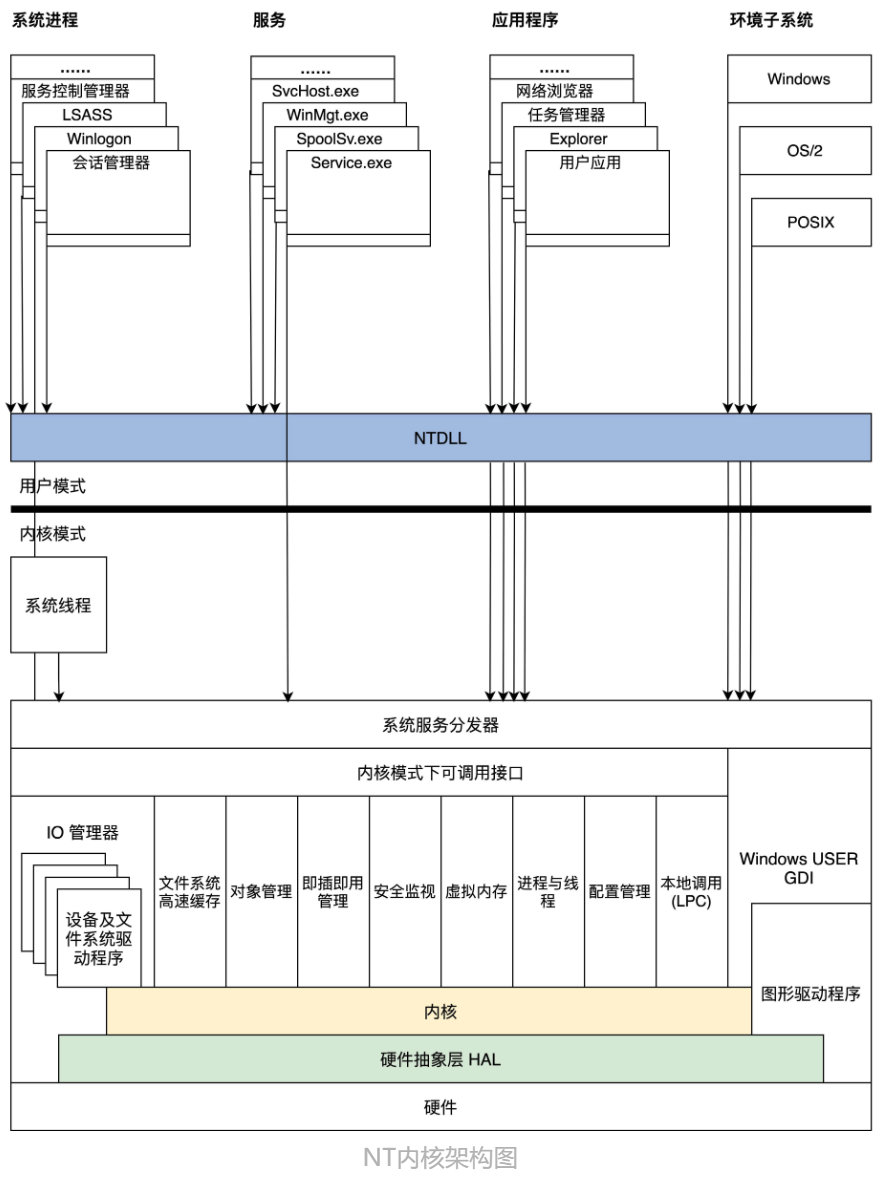 系统进程
服务
应用程序
环境子系统
......
服务控制管理器
LSASS
Winlogon
会话管理器
......
SvcHost.exe
WinMgt.exe
SpoolSv.exe
Service.exe
......
网络浏览器
任务管理器
Explorer
用户应用
Windows
OS/2
POSIX
NTDLL
用户模式
内核模式
系统线程
系统服务分发器
内核模式下可调用接口
IO 管理器
设备及文
件系统驱
动程序
文件系统
高速缓存
对象管理
即插即用
管理
安全监视
虚拟内存
进程与线
程
配置管理
本地调用
(LPC)
Windows USER
GDI
图形驱动程序
内核
硬件抽象层 HAL
硬件
NT内核架构图